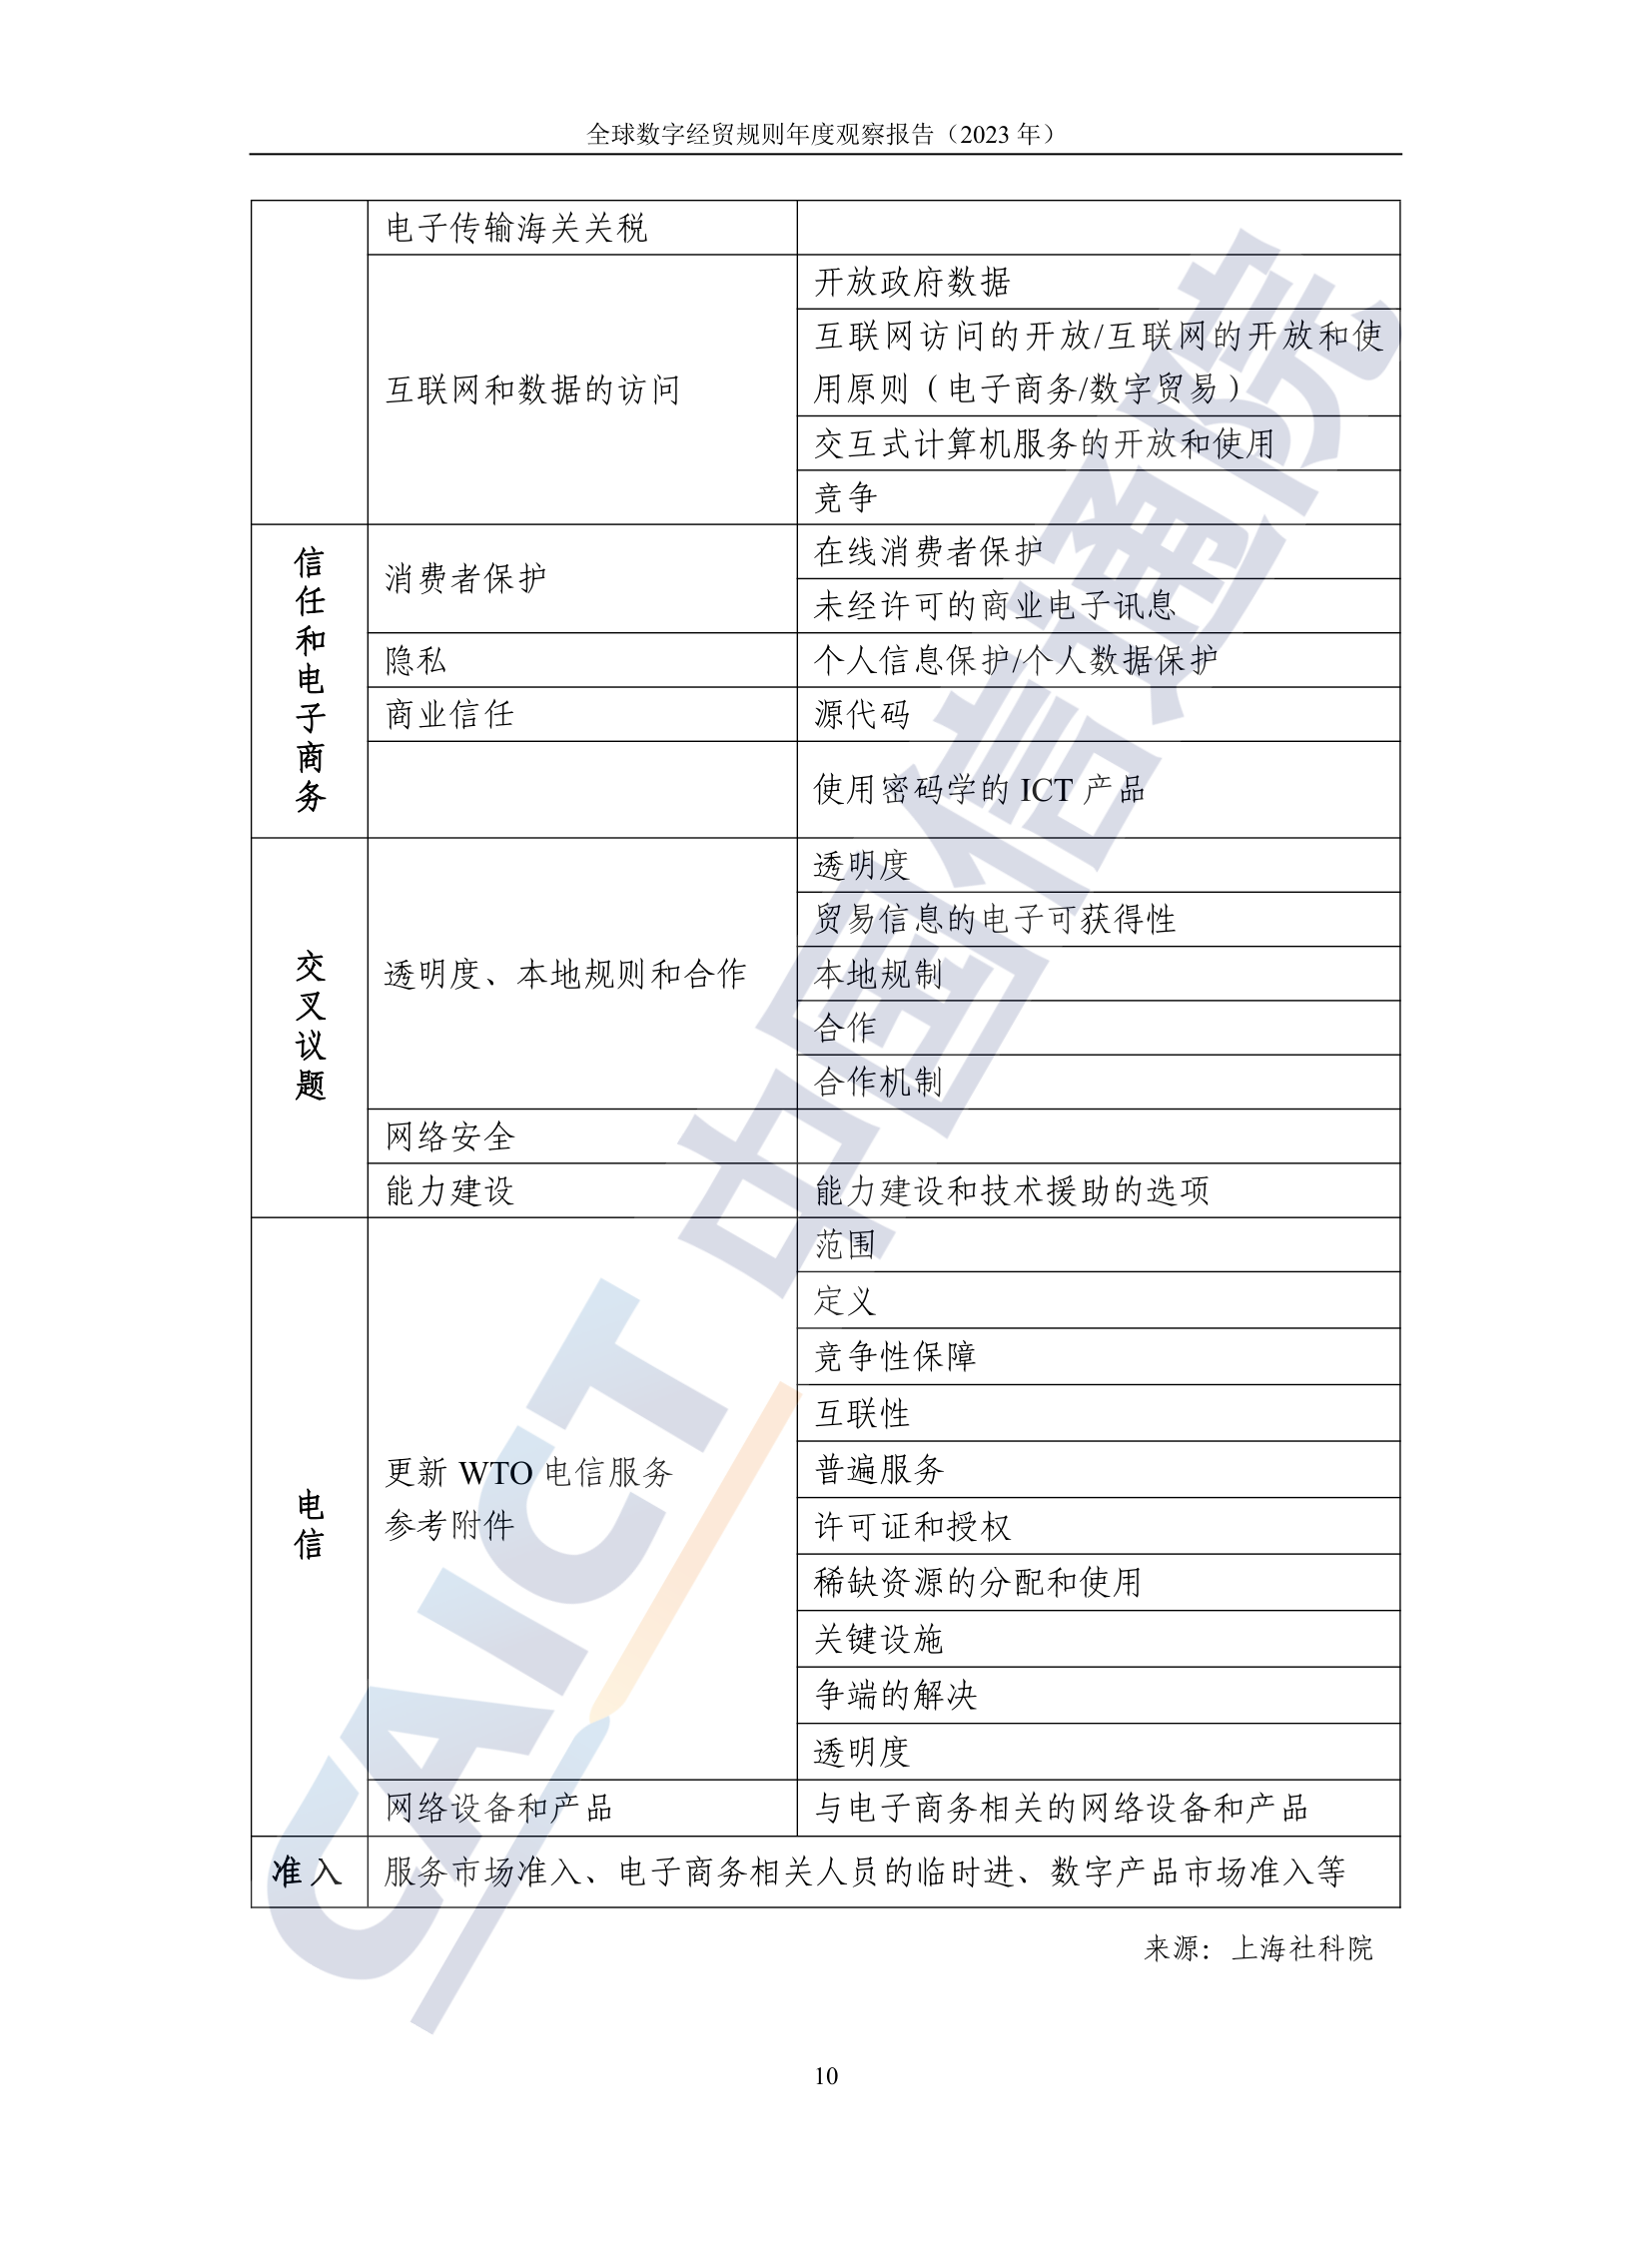 全球数字经贸规则年度观察报告（2023 年）
电子传输海关关税
互联网和数据的访问
开放政府数据
互联网访问的开放/互联网的开放和使
用原则（电子商务/数字贸易）
交互式计算机服务的开放和使用
竞争
信任和电子商务
消费者保护
在线消费者保护
未经许可的商业电子讯息
隐私
个人信息保护/个人数据保护
商业信任
源代码
使用密码学的 ICT 产品
交叉议题
透明度、本地规则和合作
透明度
贸易信息的电子可获得性
本地规制
合作
合作机制
网络安全
能力建设
能力建设和技术援助的选项
电信
更新 WTO 电信服务
参考附件
范围
定义
竞争性保障
互联性
普遍服务
许可证和授权
稀缺资源的分配和使用
关键设施
争端的解决
透明度
网络设备和产品
与电子商务相关的网络设备和产品
准入
服务市场准入、电子商务相关人员的临时进、数字产品市场准入等
来源：上海社科院
10
CAICT 中国信通院